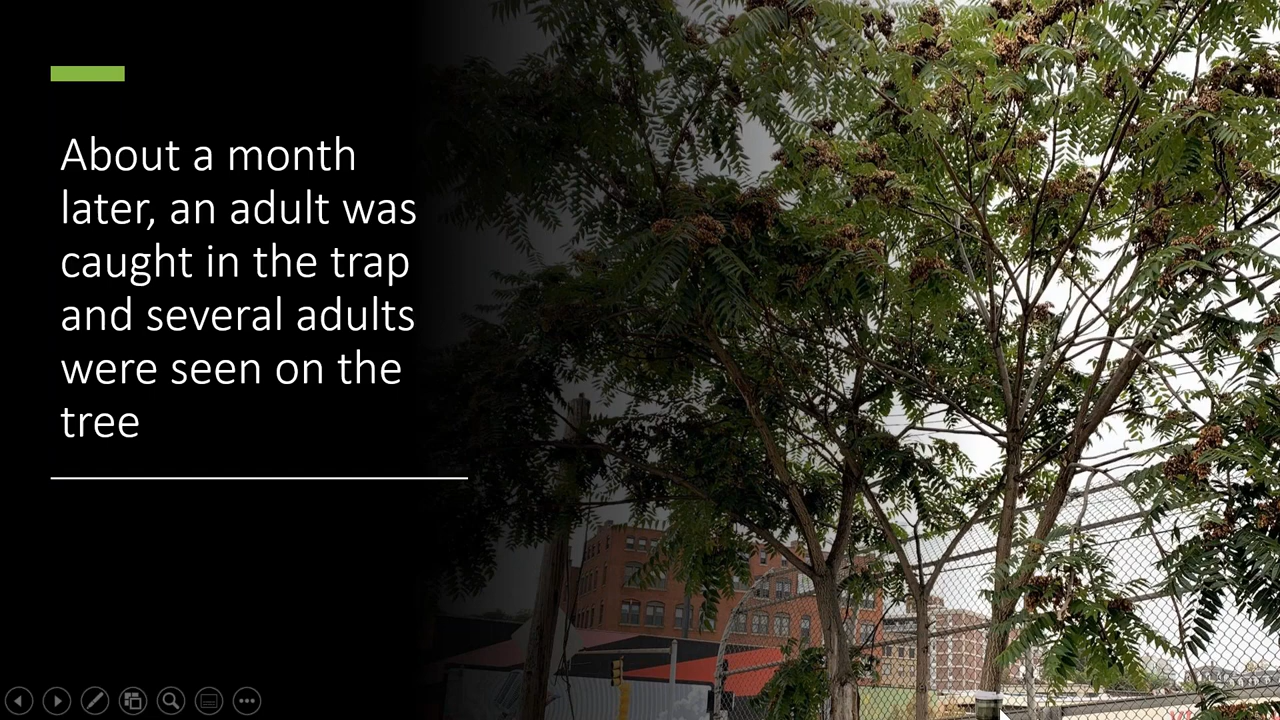 About a month
later, an adult was
caught in the trap
and several adults
were seen on the
tree